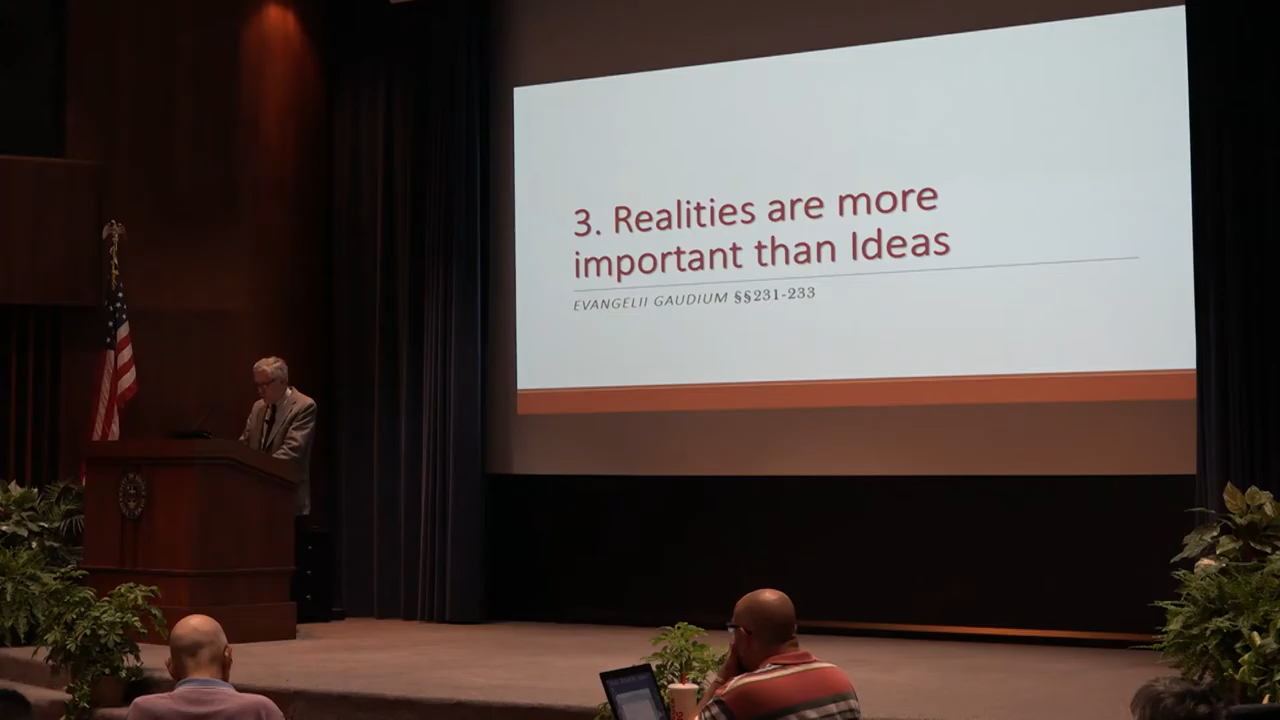 3. Realities are more
important than Ideas
EVANGELII GAUDIUM §§231-233